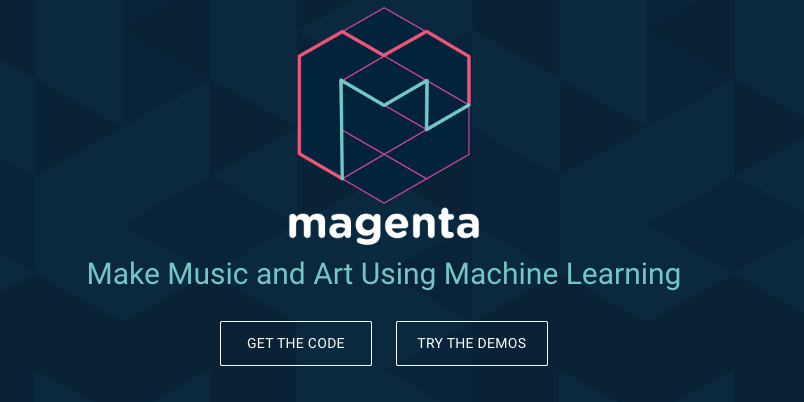 magenta
Make Music and Art Using Machine Learning
GET THE CODE
TRY THE DEMOS